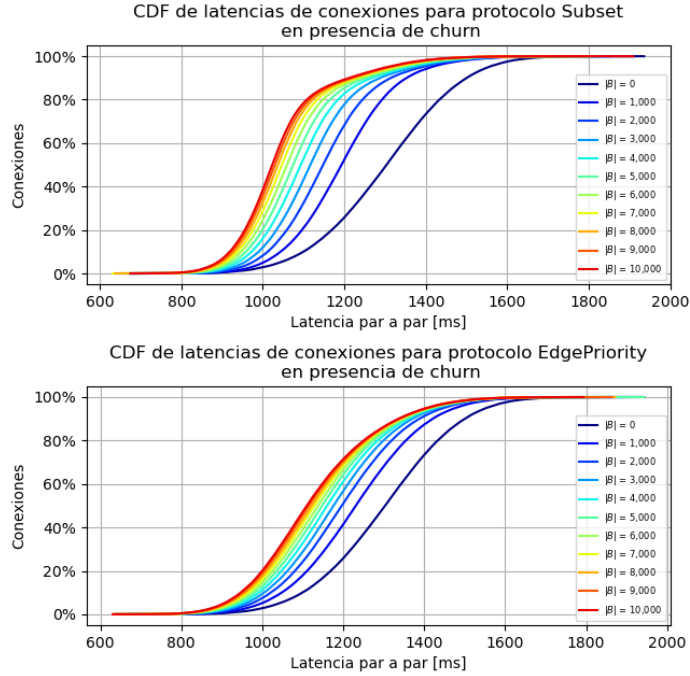 CDF de latencias de conexiones para protocolo Subset
en presencia de churn
100%
80%
60%
40%
20%
0%
Conexiones
|B| = 0
|B| = 1,000
|B| = 2,000
|B| = 3,000
|B| = 4,000
|B| = 5,000
|B| = 6,000
|B| = 7,000
|B| = 8,000
|B| = 9,000
|B| = 10,000
600 800 1000 1200 1400 1600 1800 2000
Latencia par a par [ms]
CDF de latencias de conexiones para protocolo EdgePriority
en presencia de churn
100%
80%
60%
40%
20%
0%
Conexiones
|B| = 0
|B| = 1,000
|B| = 2,000
|B| = 3,000
|B| = 4,000
|B| = 5,000
|B| = 6,000
|B| = 7,000
|B| = 8,000
|B| = 9,000
|B| = 10,000
600 800 1000 1200 1400 1600 1800 2000
Latencia par a par [ms]